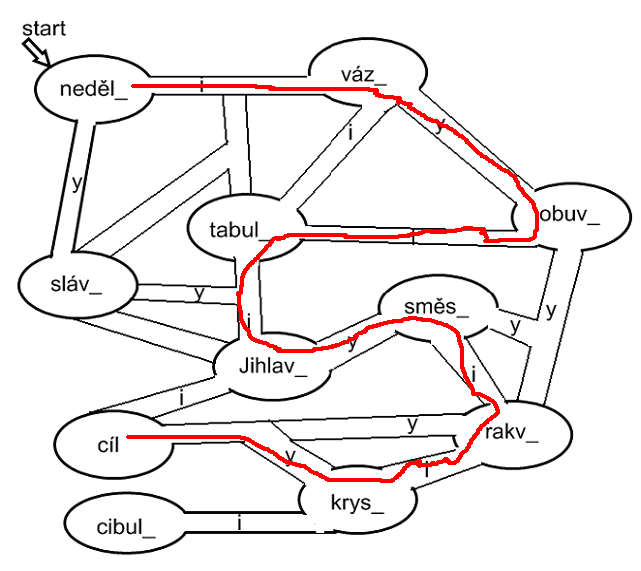 start
neděl_
i
váz_
y
i
y
tabul_
i
obuv_
sláv_
y
i
směs_
y
y
y
Jihlav_
i
i
cíl
y
rakv_
y
i
krys_
cibul_
i